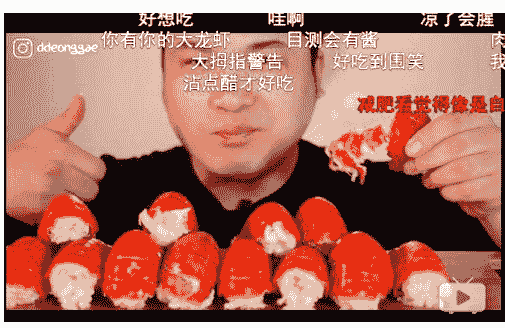 好想吃 哇啊 凉了会腥
ddeonggae 你有你的大龙虾 目测会有酱 肉
大拇指警告 好吃到围笑 我
沾点醋才好吃
减肥看觉得像是自